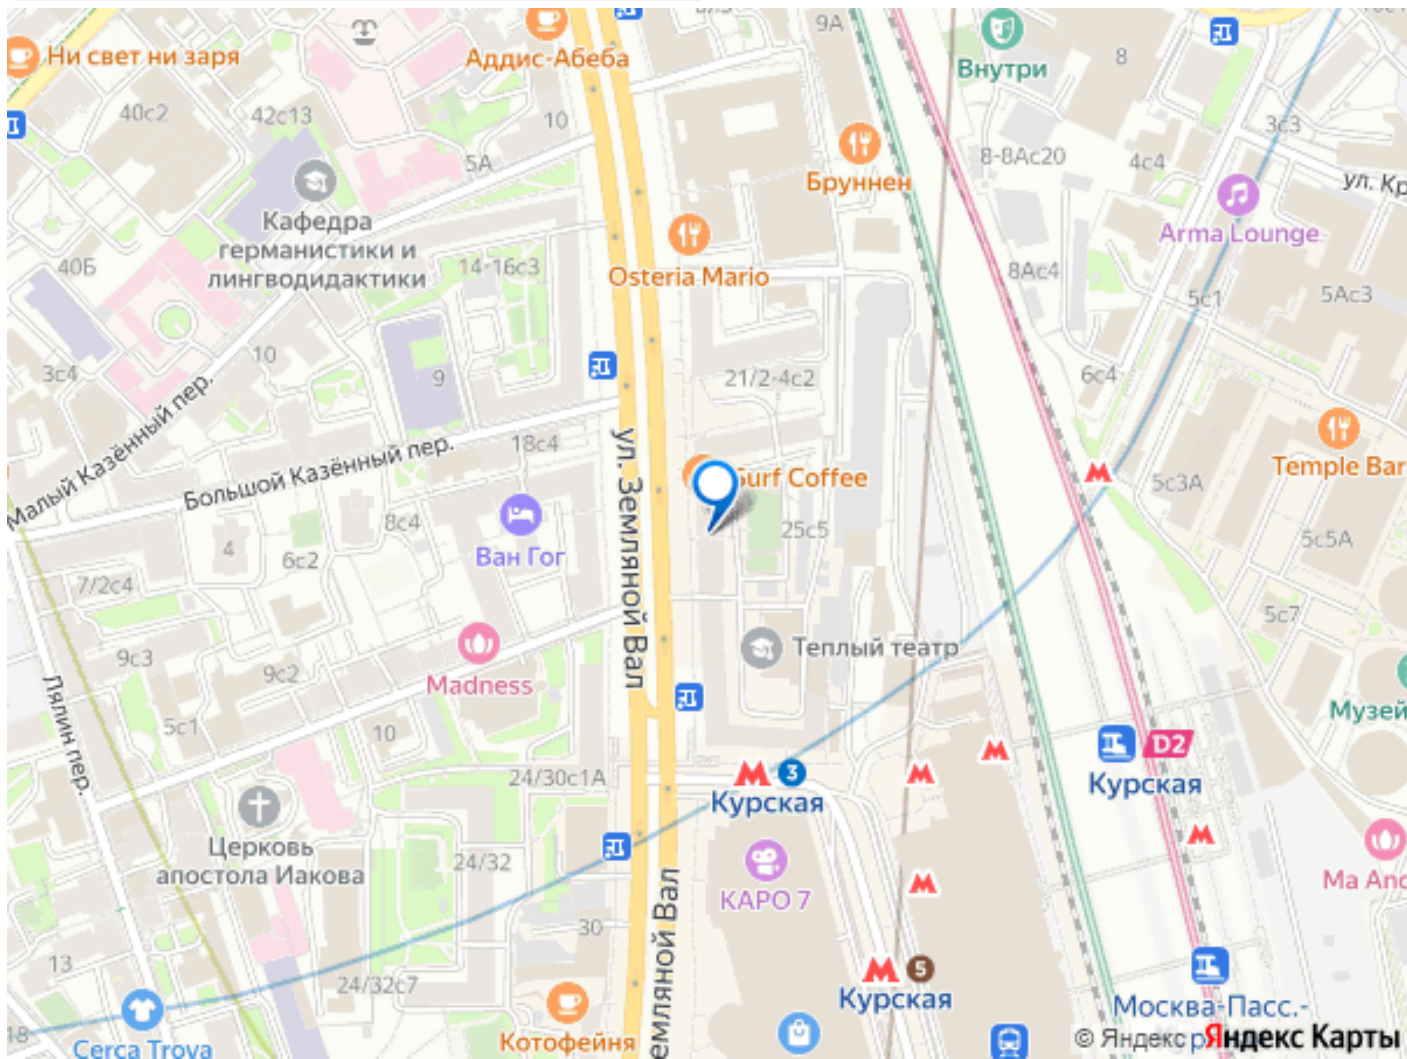 9А
Ни свет ни заря
Аддис-Абеба
Внутри
8
40с2
42с13
10
5А
3с3
8-8Ас20
4с4
Бруннен
ул. Кр
Кафедра
германистики и
лингводидактики
Arma Lounge
40Б
14-16с3
Osteria Mario
8Ас4
5с1
5Ас3
10
3с4
9
21/2-4с2
6с4
Малый Казённый пер.
Большой Казённый пер.
18с4
ул. Земляной Вал
Surf Coffee
Temple Bar
5с3А
8с4
4
6с2
Ван Гог
25с5
5с5А
7/2с4
5с7
9с3
9с2
Madness
Теплый театр
Лялин пер.
5с1
10
Музей
D2
Курская
24/30с1А
3
Курская
Церковь
апостола Иакова
24/32
КАРО 7
Ma And
емляной Вал
30
13
24/32с7
5
Курская
18
Cerca Trova
Котофейня
Москва-Пасс.-
© Яндекс
Яндекс Карты